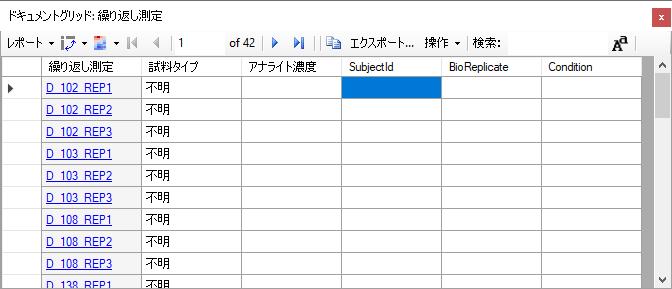 ドキュメントグリッド: 繰り返し測定
レポート 1 of 42 エクスポート... 操作 検索: Aa
繰り返し測定 試料タイプ アナライト濃度 SubjectId BioReplicate Condition
D_102_REP1 不明
D_102_REP2 不明
D_102_REP3 不明
D_103_REP1 不明
D_103_REP2 不明
D_103_REP3 不明
D_108_REP1 不明
D_108_REP2 不明
D_108_REP3 不明
D_138_REP1 不明